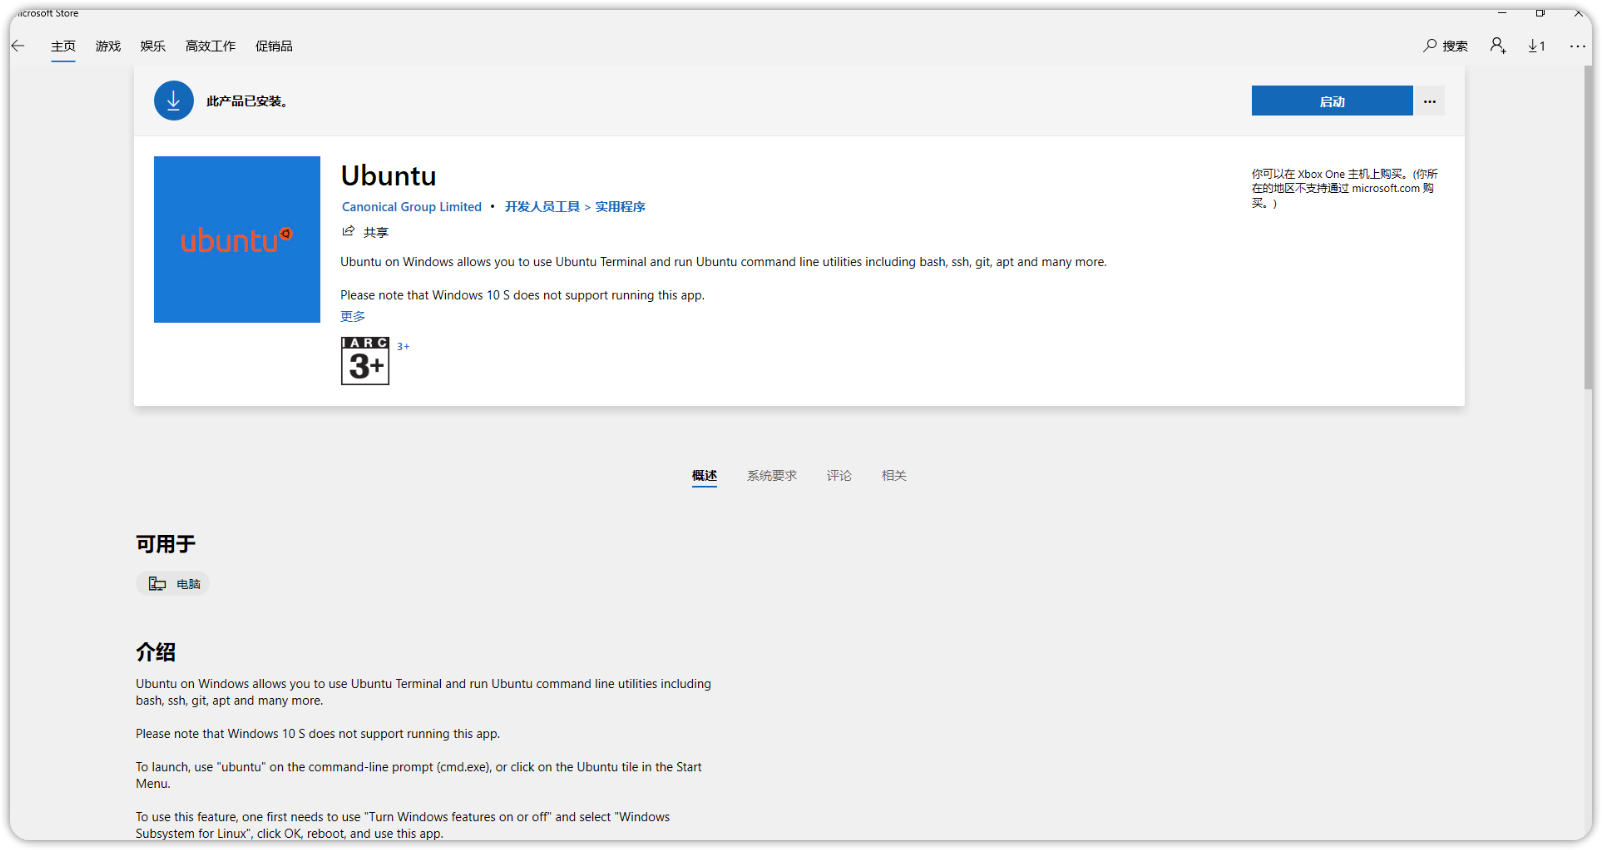 Microsoft Store
主页 游戏 娱乐 高效工作 促销品 搜索 1
此产品已安装。 启动
ubuntu
Ubuntu
Canonical Group Limited • 开发人员工具 > 实用程序
共享
Ubuntu on Windows allows you to use Ubuntu Terminal and run Ubuntu command line utilities including bash, ssh, git, apt and many more.
Please note that Windows 10 S does not support running this app.
更多
IARC
3+
3+
你可以在 Xbox One 主机上购买。(你所
在的地区不支持通过 microsoft.com 购
买。)
概述 系统要求 评论 相关
可用于
电脑
介绍
Ubuntu on Windows allows you to use Ubuntu Terminal and run Ubuntu command line utilities including
bash, ssh, git, apt and many more.
Please note that Windows 10 S does not support running this app.
To launch, use "ubuntu" on the command-line prompt (cmd.exe), or click on the Ubuntu tile in the Start
Menu.
To use this feature, one first needs to use "Turn Windows features on or off" and select "Windows
Subsystem for Linux", click OK, reboot, and use this app.